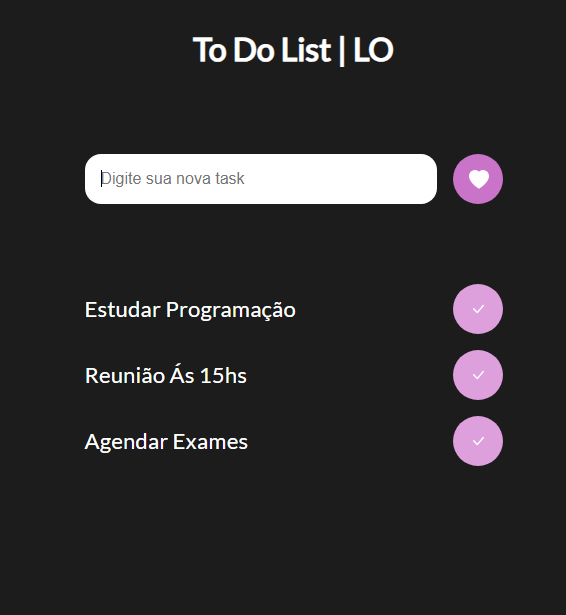 To Do List | LO
Digite sua nova task
Estudar Programação
Reunião Ás 15hs
Agendar Exames